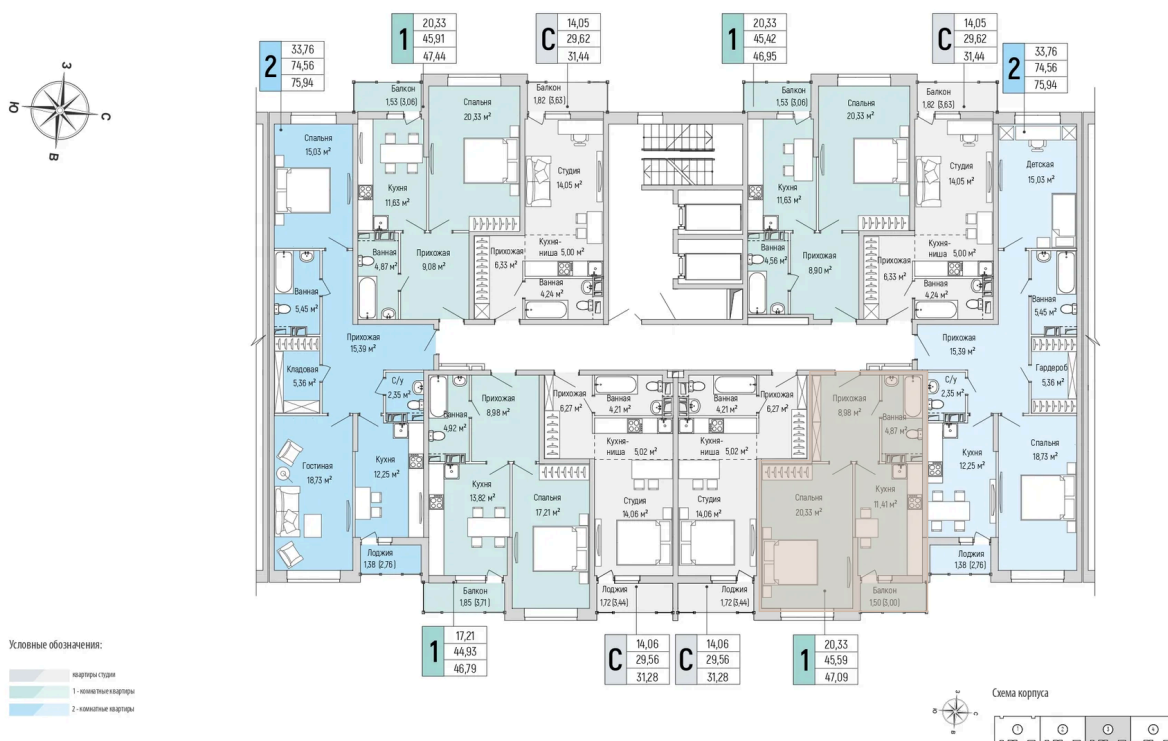 1
20,33
45,91
47,44
С
14,05
29,62
31,44
1
20,33
45,42
46,95
С
14,05
29,62
31,44
2
33,76
74,56
75,94
2
33,76
74,56
75,94
З
Ю
С
В
Балкон
1,53 (3,06)
Спальня
20,33 м²
Балкон
1,82 (3,63)
Балкон
1,53 (3,06)
Спальня
20,33 м²
Балкон
1,82 (3,63)
Спальня
15,03 м²
Кухня
11,63 м²
Студия
14,05 м²
Кухня
11,63 м²
Студия
14,05 м²
Детская
15,03 м²
Ванная
4,87 м²
Прихожая
9,08 м²
Прихожая
6,33 м²
Кухня-
ниша 5,00 м²
Ванная
4,24 м²
Ванная
4,56 м²
Прихожая
8,90 м²
Прихожая
6,33 м²
Кухня-
ниша 5,00 м²
Ванная
4,24 м²
Ванная
5,45 м²
Ванная
5,45 м²
Прихожая
15,39 м²
Прихожая
15,39 м²
Кладовая
5,36 м²
С/у
2,35 м²
Ванная
4,92 м²
Прихожая
8,98 м²
Прихожая
6,27 м²
Ванная
4,21 м²
Ванная
4,21 м²
Прихожая
6,27 м²
Прихожая
8,98 м²
Ванная
4,87 м²
С/у
2,35 м²
Гардероб
5,36 м²
Кухня-
ниша 5,02 м²
Кухня-
ниша 5,02 м²
Гостиная
18,73 м²
Кухня
12,25 м²
Кухня
13,82 м²
Спальня
17,21 м²
Студия
14,06 м²
Студия
14,06 м²
Спальня
20,33 м²
Кухня
11,41 м²
Кухня
12,25 м²
Спальня
18,73 м²
Лоджия
1,38 (2,76)
Балкон
1,85 (3,71)
Лоджия
1,72 (3,44)
Лоджия
1,72 (3,44)
Балкон
1,50 (3,00)
Лоджия
1,38 (2,76)
1
17,21
44,93
46,79
С
14,06
29,56
31,28
С
14,06
29,56
31,28
1
20,33
45,59
47,09
Условные обозначения:
квартиры студии
1 - комнатные квартиры
2 - комнатные квартиры
З
Ю
С
В
Схема корпуса
1
2
3
4